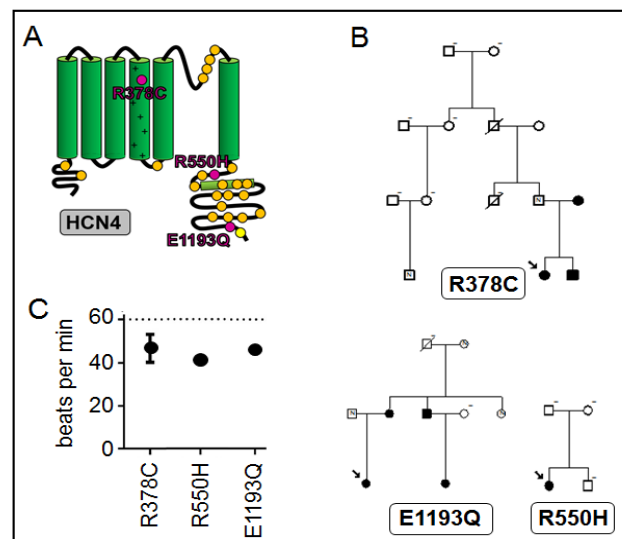 A
R378C
R550H
HCN4
E1193Q
B
N
N
R378C
C
beats per min
60
40
20
0
R378C
R550H
E1193Q
N
N
N
E1193Q
R550H